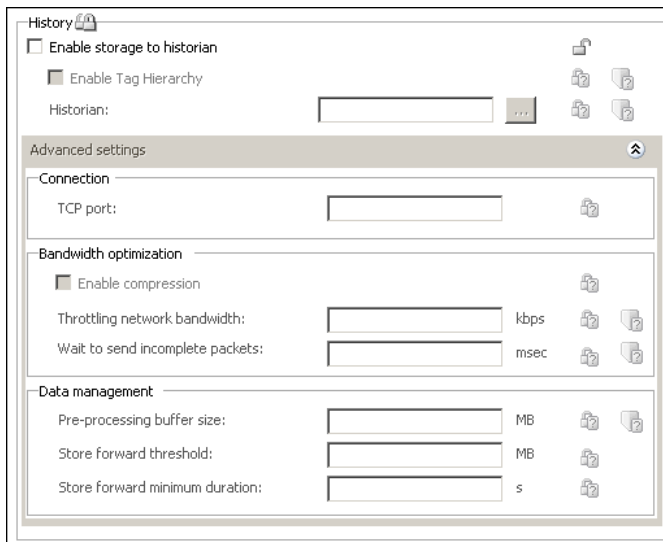 History
Enable storage to historian
Enable Tag Hierarchy
Historian:
...
Advanced settings
Connection
TCP port:
Bandwidth optimization
Enable compression
Throttling network bandwidth: kbps
Wait to send incomplete packets: msec
Data management
Pre-processing buffer size: MB
Store forward threshold: MB
Store forward minimum duration: s